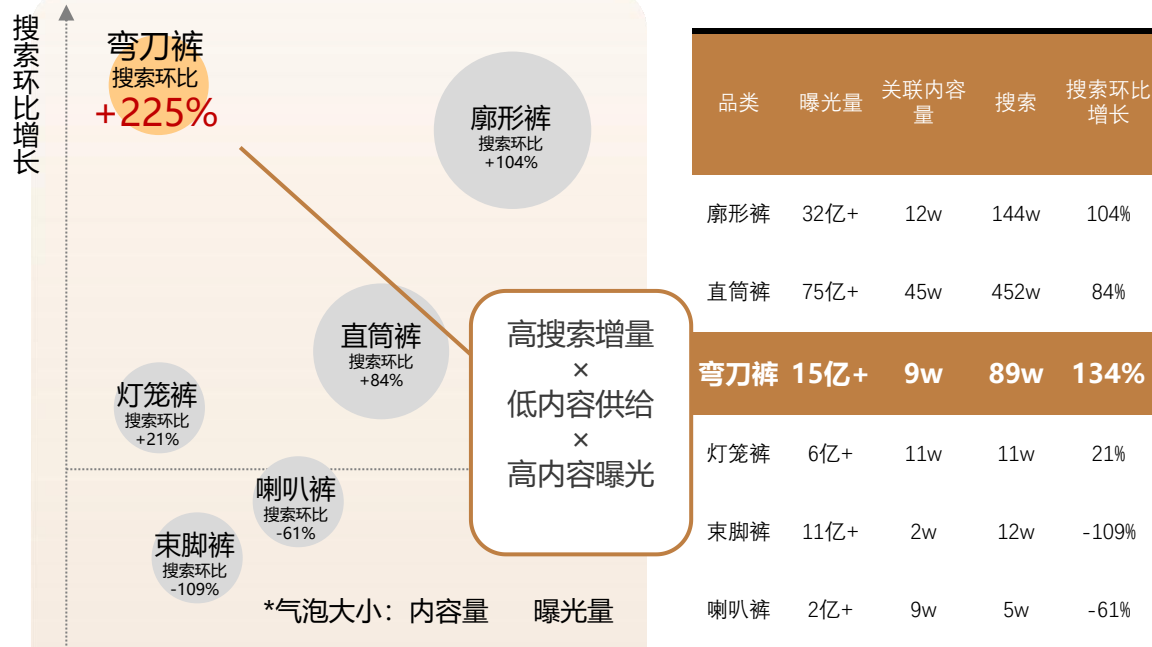 搜索环比增长
弯刀裤
搜索环比
+225%
廓形裤
搜索环比
+104%
直筒裤
搜索环比
+84%
灯笼裤
搜索环比
+21%
喇叭裤
搜索环比
-61%
束脚裤
搜索环比
-109%
*气泡大小：内容量 曝光量
高搜索增量
×
低内容供给
×
高内容曝光
品类 曝光量 关联内容量 搜索 搜索环比增长
廓形裤 32亿+ 12w 144w 104%
直筒裤 75亿+ 45w 452w 84%
弯刀裤 15亿+ 9w 89w 134%
灯笼裤 6亿+ 11w 11w 21%
束脚裤 11亿+ 2w 12w -109%
喇叭裤 2亿+ 9w 5w -61%